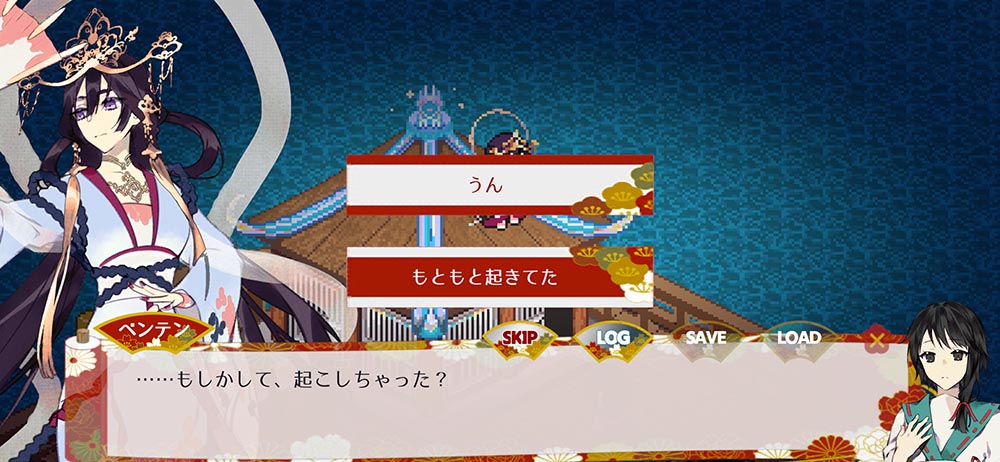 うん
もともと起きてた
ベンテン
SKIP
LOG
SAVE
LOAD
……もしかして、起こしちゃった？